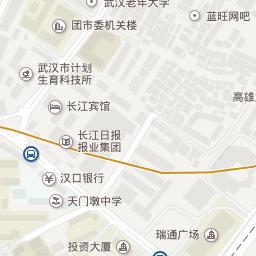 武汉老年大学
蓝旺网吧
团市委机关楼
武汉市计划
生育科技所
高雄
长江宾馆
长江日报
报业集团
汉口银行
天门墩中学
瑞通广场
投资大厦